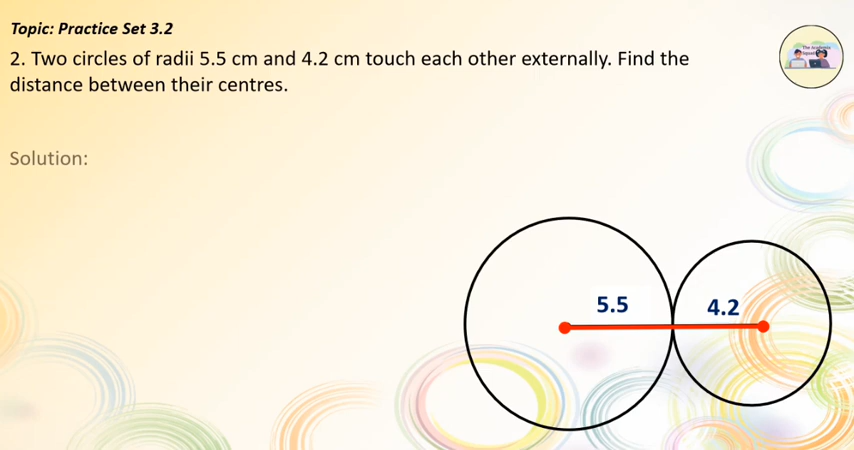 Topic: Practice Set 3.2
2. Two circles of radii 5.5 cm and 4.2 cm touch each other externally. Find the
distance between their centres.
Solution:
5.5
4.2